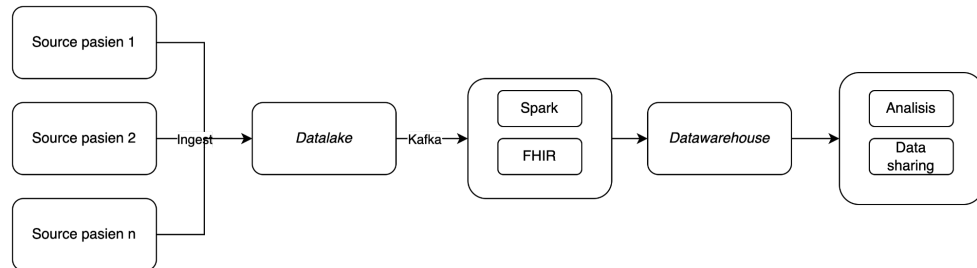 Source pasien 1
Source pasien 2
Source pasien n
Ingest
Datalake
Kafka
Spark
FHIR
Datawarehouse
Analisis
Data
sharing